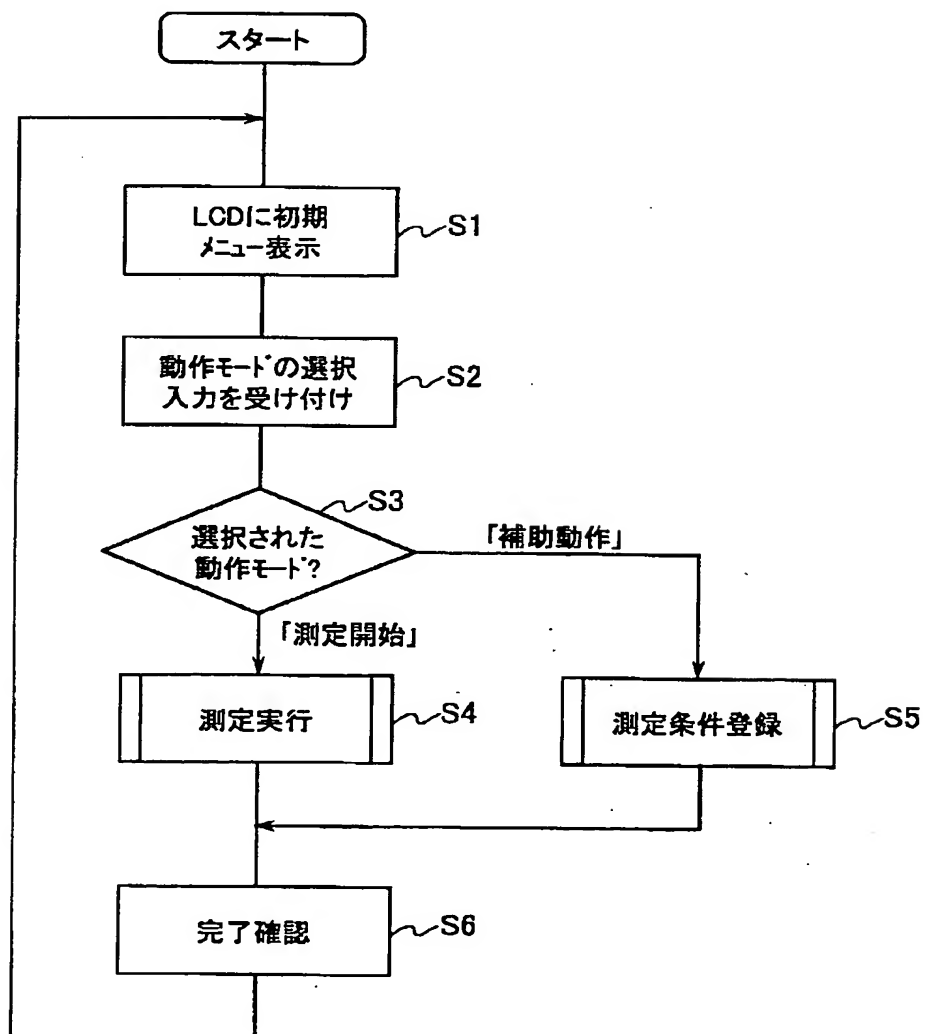 スタート
LCDに初期
メニュー表示
S1
動作モードの選択
入力を受け付け
S2
S3
選択された
動作モード?
「補助動作」
「測定開始」
測定実行
S4
測定条件登録
S5
完了確認
S6